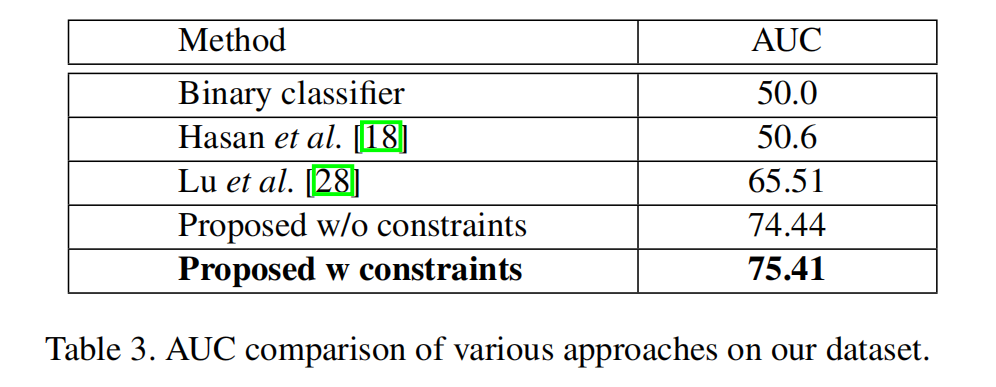 Method AUC
Binary classifier 50.0
Hasan et al. [18] 50.6
Lu et al. [28] 65.51
Proposed w/o constraints 74.44
Proposed w constraints 75.41
Table 3. AUC comparison of various approaches on our dataset.